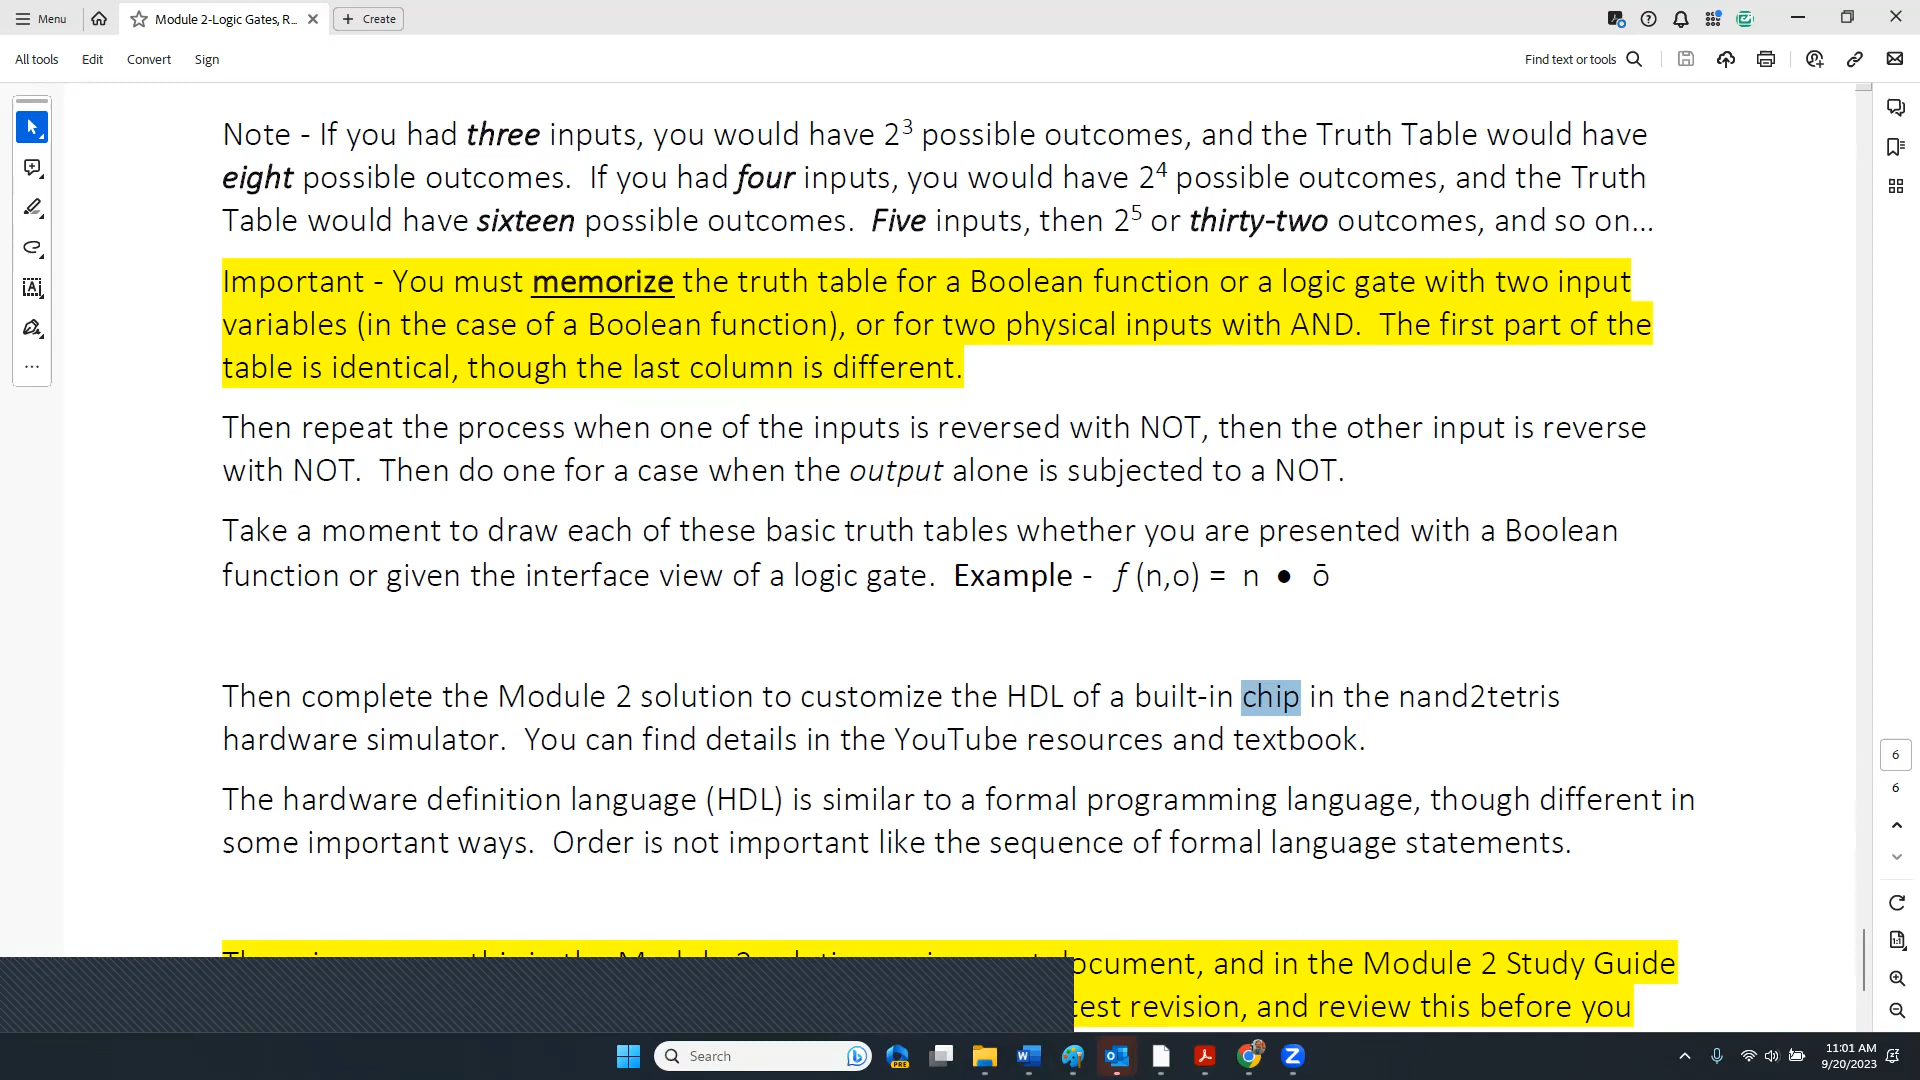 Menu
Module 2-Logic Gates, R...
Create
All tools Edit Convert Sign
Find text or tools
Note - If you had three inputs, you would have 2³ possible outcomes, and the Truth Table would have
eight possible outcomes. If you had four inputs, you would have 2⁴ possible outcomes, and the Truth
Table would have sixteen possible outcomes. Five inputs, then 2⁵ or thirty-two outcomes, and so on...
Important - You must memorize the truth table for a Boolean function or a logic gate with two input
variables (in the case of a Boolean function), or for two physical inputs with AND. The first part of the
table is identical, though the last column is different.
Then repeat the process when one of the inputs is reversed with NOT, then the other input is reverse
with NOT. Then do one for a case when the output alone is subjected to a NOT.
Take a moment to draw each of these basic truth tables whether you are presented with a Boolean
function or given the interface view of a logic gate. Example - f (n,o) = n ● ō
Then complete the Module 2 solution to customize the HDL of a built-in chip in the nand2tetris
hardware simulator. You can find details in the YouTube resources and textbook.
The hardware definition language (HDL) is similar to a formal programming language, though different in
some important ways. Order is not important like the sequence of formal language statements.
document, and in the Module 2 Study Guide
revision, and review this before you
6
6
Search
PRE
11:01 AM
9/20/2023